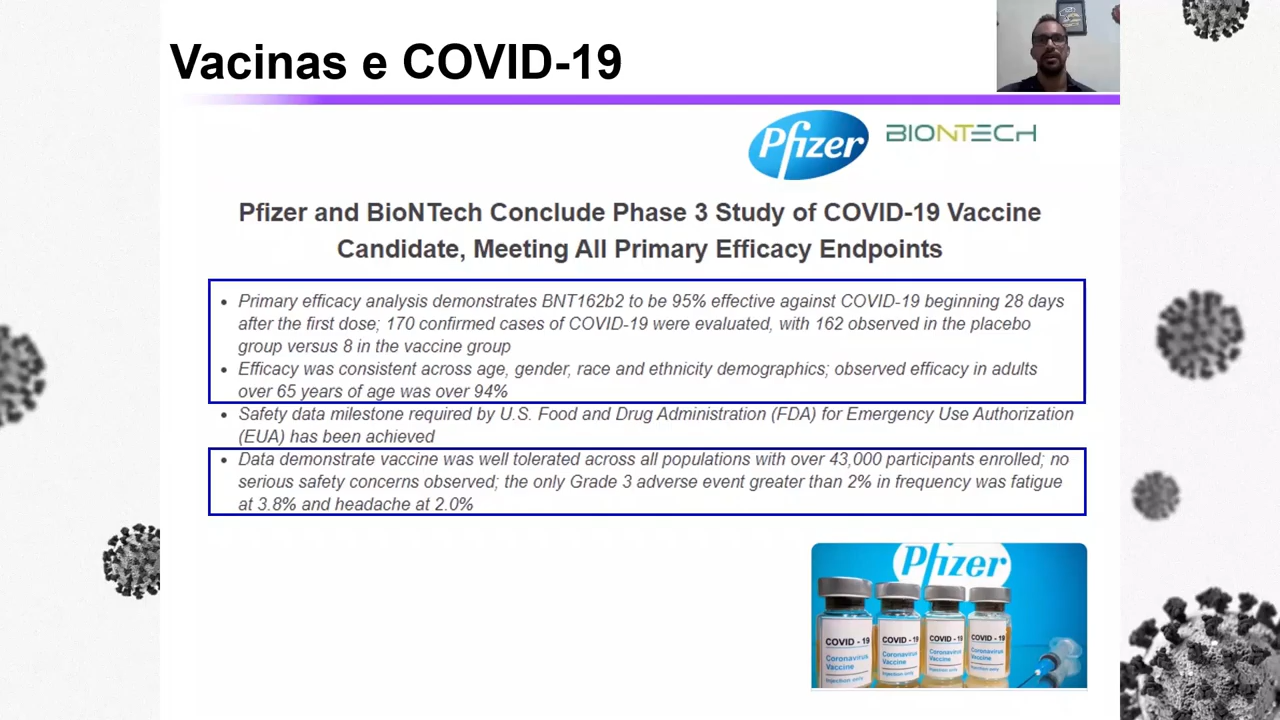 Vacinas e COVID-19
Pfizer
BIONTECH
Pfizer and BioNTech Conclude Phase 3 Study of COVID-19 Vaccine
Candidate, Meeting All Primary Efficacy Endpoints
• Primary efficacy analysis demonstrates BNT162b2 to be 95% effective against COVID-19 beginning 28 days
after the first dose; 170 confirmed cases of COVID-19 were evaluated, with 162 observed in the placebo
group versus 8 in the vaccine group
• Efficacy was consistent across age, gender, race and ethnicity demographics; observed efficacy in adults
over 65 years of age was over 94%
• Safety data milestone required by U.S. Food and Drug Administration (FDA) for Emergency Use Authorization
(EUA) has been achieved
• Data demonstrate vaccine was well tolerated across all populations with over 43,000 participants enrolled; no
serious safety concerns observed; the only Grade 3 adverse event greater than 2% in frequency was fatigue
at 3.8% and headache at 2.0%
Pfizer
COVID - 19 COVID - 19 COVID - 19 COVID - 19
Coronavirus Coronavirus Coronavirus Coronavirus
Vaccine Vaccine Vaccine Vaccine
Injection only Injection only Injection only Injection only